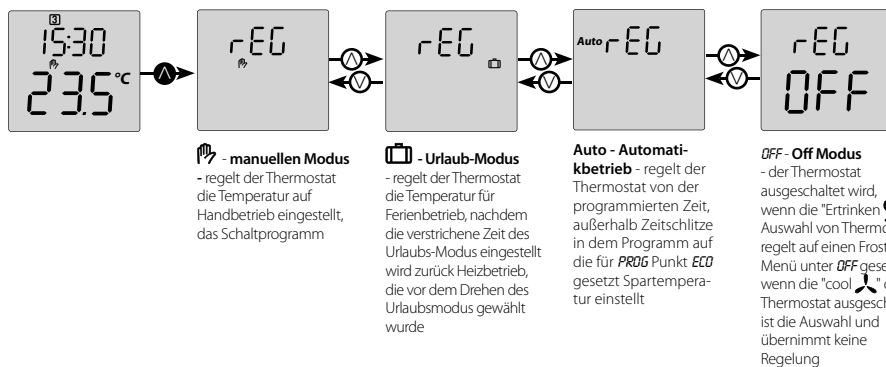 3
15:30
23.5 °C
rEG
rEG
Auto rEG
rEG
OFF
- manuellen Modus
- regelt der Thermostat
die Temperatur auf
Handbetrieb eingestellt,
das Schaltprogramm
- Urlaub-Modus
- regelt der Thermostat
die Temperatur für
Ferienbetrieb, nachdem
die verstrichene Zeit des
Urlaubs-Modus eingestellt
wird zurück Heizbetrieb,
die vor dem Drehen des
Urlaubsmodus gewählt
wurde
Auto - Automati-
kbetrieb - regelt der
Thermostat von der
programmierten Zeit,
außerhalb Zeitschlitze
in dem Programm auf
die für PROG Punkt ECO
gesetzt Spartempera-
tur einstellt
OFF - Off Modus
- der Thermostat
ausgeschaltet wird,
wenn die "Ertrinken
Auswahl von Thermo
regelt auf einen Frost
Menü unter OFF gese
wenn die "cool "
Thermostat ausgesch
ist die Auswahl und
übernimmt keine
Regelung